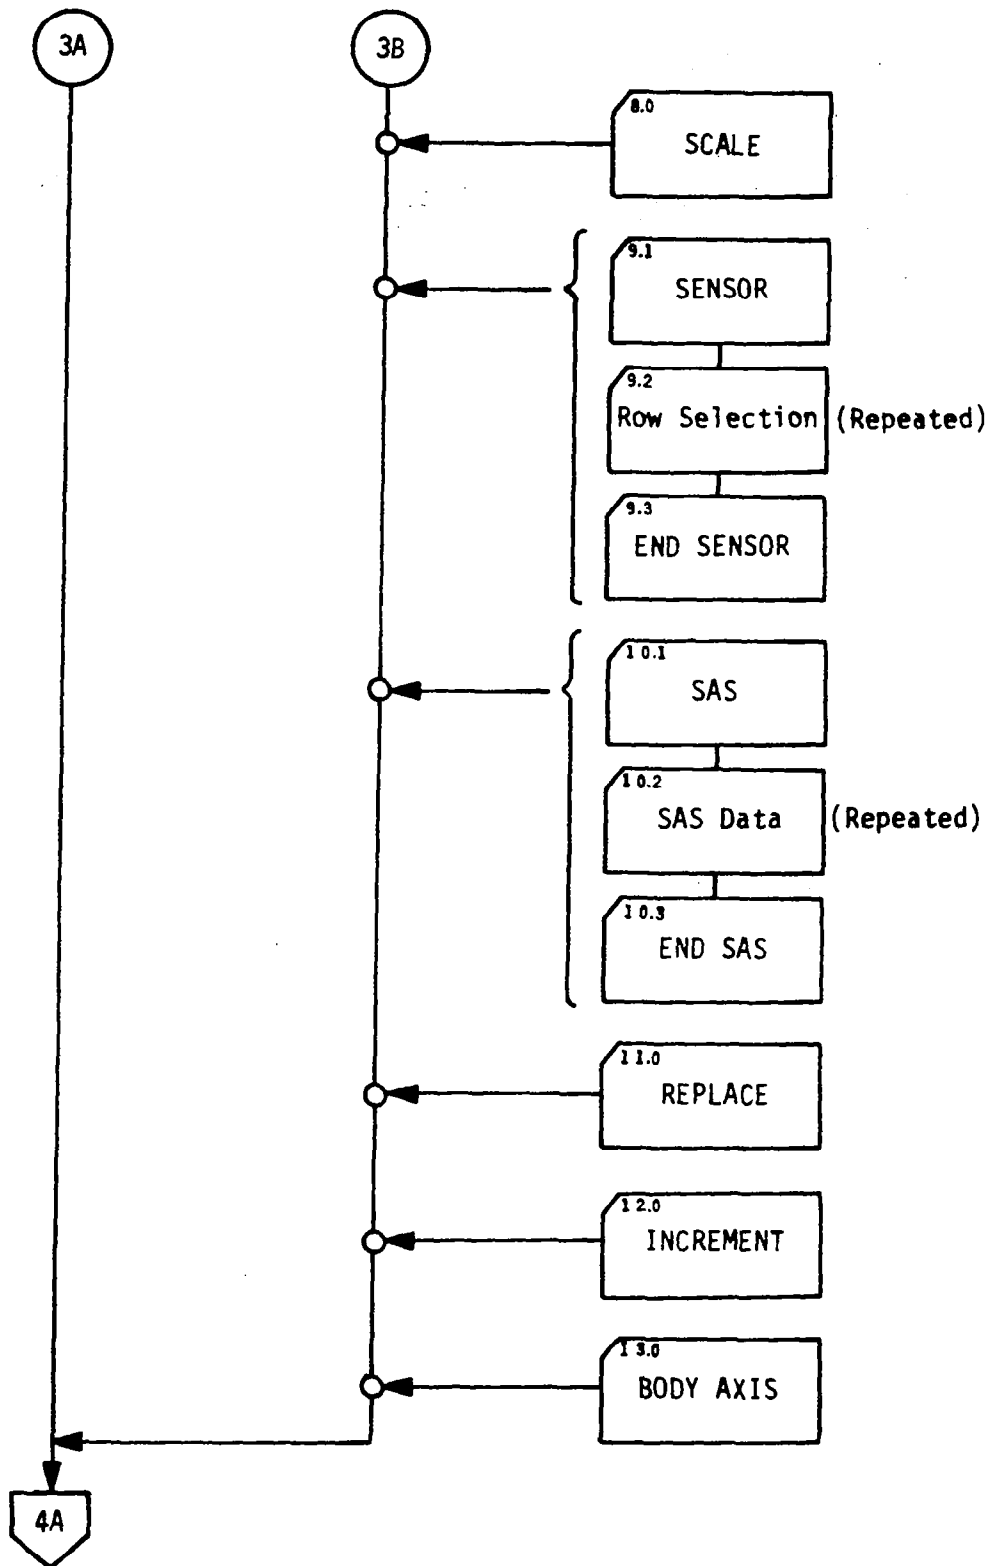 3A
3B
8.0
SCALE
9.1
SENSOR
9.2
Row Selection (Repeated)
9.3
END SENSOR
10.1
SAS
10.2
SAS Data (Repeated)
10.3
END SAS
11.0
REPLACE
12.0
INCREMENT
13.0
BODY AXIS
4A